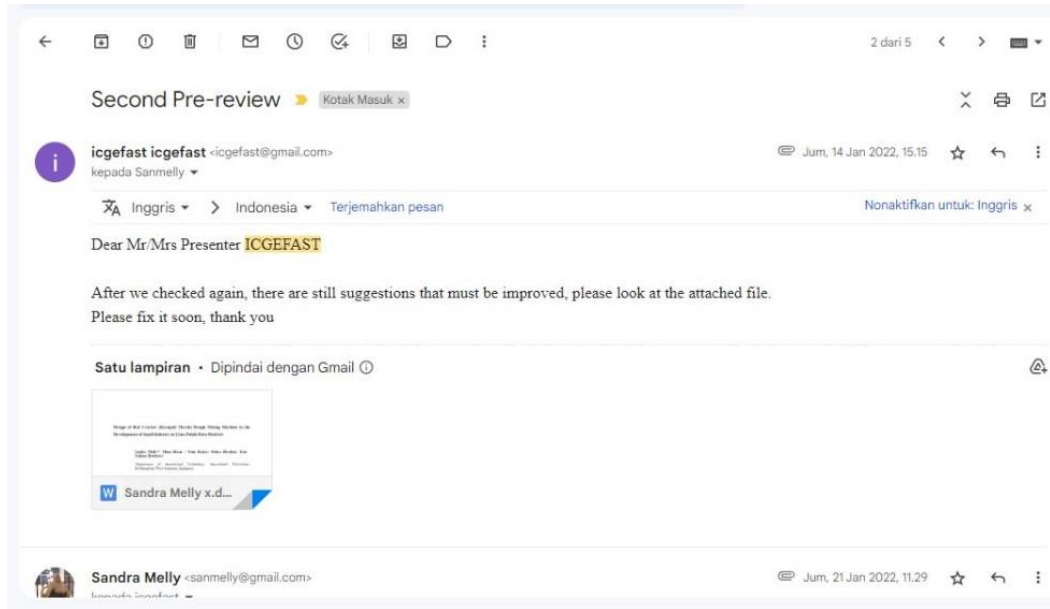 2 dari 5
Second Pre-review Kotak Masuk ×
i
icgefast icgefast <icgefast@gmail.com>
Jum, 14 Jan 2022, 15.15
kepada Sanmelly
Inggris > Indonesia Terjemahkan pesan
Nonaktifkan untuk: Inggris ×
Dear Mr/Mrs Presenter ICGEFAST
After we checked again, there are still suggestions that must be improved, please look at the attached file.
Please fix it soon, thank you
Satu lampiran • Dipindai dengan Gmail
W Sandra Melly x.d...
Sandra Melly <sanmelly@gmail.com>
Jum, 21 Jan 2022, 11.29
kepada icgefast